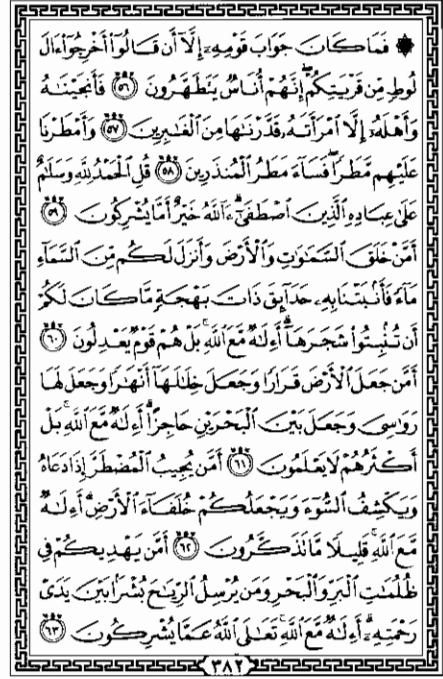 ۞ فَمَا كَانَ جَوَابَ قَوْمِهِۦٓ إِلَّآ أَن قَالُوٓا۟ أَخْرِجُوٓا۟ ءَالَ
لُوطٍ مِّن قَرْيَتِكُمْ ۖ إِنَّهُمْ أُنَاسٌ يَتَطَهَّرُونَ ﴿٥٦﴾ فَأَنجَيْنَٰهُ
وَأَهْلَهُۥٓ إِلَّا ٱمْرَأَتَهُۥ قَدَّرْنَٰهَا مِنَ ٱلْغَٰبِرِينَ ﴿٥٧﴾ وَأَمْطَرْنَا
عَلَيْهِم مَّطَرًا ۖ فَسَآءَ مَطَرُ ٱلْمُنذَرِينَ ﴿٥٨﴾ قُلِ ٱلْحَمْدُ لِلَّهِ وَسَلَٰمٌ
عَلَىٰ عِبَادِهِ ٱلَّذِينَ ٱصْطَفَىٰٓ ۗ ءَآللَّهُ خَيْرٌ أَمَّا يُشْرِكُونَ ﴿٥٩﴾
أَمَّنْ خَلَقَ ٱلسَّمَٰوَٰتِ وَٱلْأَرْضَ وَأَنزَلَ لَكُم مِّنَ ٱلسَّمَآءِ
مَآءً فَأَنۢبَتْنَا بِهِۦ حَدَآئِقَ ذَاتَ بَهْجَةٍ مَّا كَانَ لَكُمْ
أَن تُنۢبِتُوا۟ شَجَرَهَآ ۗ أَءِلَٰهٌ مَّعَ ٱللَّهِ ۚ بَلْ هُمْ قَوْمٌ يَعْدِلُونَ ﴿٦٠﴾
أَمَّن جَعَلَ ٱلْأَرْضَ قَرَارًا وَجَعَلَ خِلَٰلَهَآ أَنْهَٰرًا وَجَعَلَ لَهَا
رَوَٰسِىَ وَجَعَلَ بَيْنَ ٱلْبَحْرَيْنِ حَاجِزًا ۗ أَءِلَٰهٌ مَّعَ ٱللَّهِ ۚ بَلْ
أَكْثَرُهُمْ لَا يَعْلَمُونَ ﴿٦١﴾ أَمَّن يُجِيبُ ٱلْمُضْطَرَّ إِذَا دَعَاهُ
وَيَكْشِفُ ٱلسُّوٓءَ وَيَجْعَلُكُمْ خُلَفَآءَ ٱلْأَرْضِ ۗ أَءِلَٰهٌ
مَّعَ ٱللَّهِ ۚ قَلِيلًا مَّا تَذَكَّرُونَ ﴿٦٢﴾ أَمَّن يَهْدِيكُمْ فِى
ظُلُمَٰتِ ٱلْبَرِّ وَٱلْبَحْرِ وَمَن يُرْسِلُ ٱلرِّيَٰحَ بُشْرًۢا بَيْنَ يَدَىْ
رَحْمَتِهِۦٓ ۗ أَءِلَٰهٌ مَّعَ ٱللَّهِ ۚ تَعَٰلَى ٱللَّهُ عَمَّا يُشْرِكُونَ ﴿٦٣﴾
٣٨٢